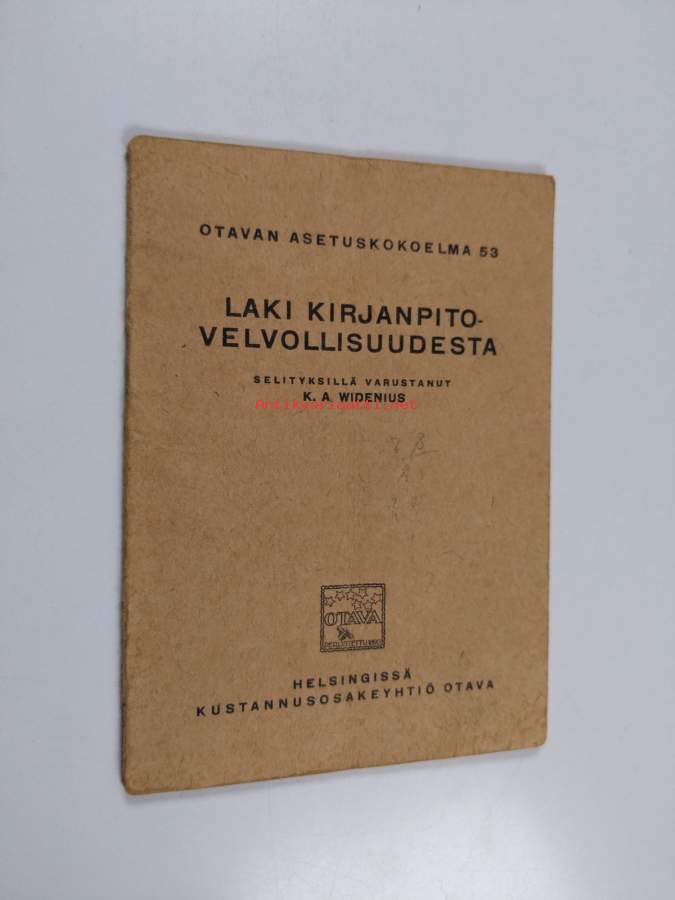 OTAVAN ASETUSKOKOELMA 53
LAKI KIRJANPITO-
VELVOLLISUUDESTA
SELITYKSILLÄ VARUSTANUT
K. A. WIDENIUS
Antikvariaatti.net
OTAVA
HELSINGISSÄ
KUSTANNUSOSAKEYHTIÖ OTAVA